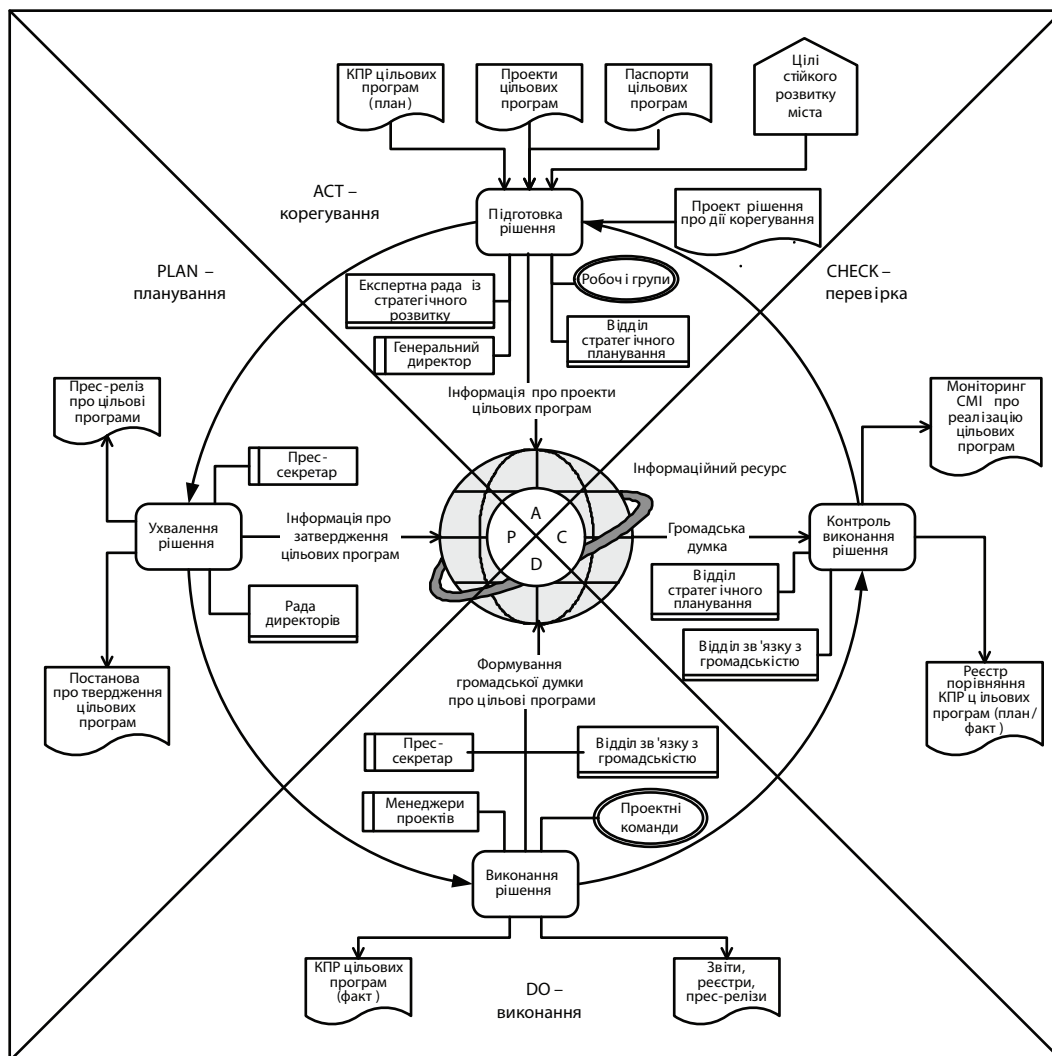 КПР цільових
програм
(план)
Проекти
цільових
програм
Паспорти
цільових
програм
Цілі
стійкого
розвитку
міста
ACT –
корегування
Підготовка
рішення
Проект рішення
про дії корегування
PLAN –
планування
CHECK –
перевірка
Експертна рада із
стратегічного
розвитку
Робочі групи
Генеральний
директор
Відділ
стратегічного
планування
Інформація про проекти
цільових програм
Прес-реліз
про цільові
програми
Моніторинг
СМІ про
реалізацію
цільових
програм
Прес-
секретар
Інформаційний ресурс
Ухвалення
рішення
Інформація про
затвердження
цільових програм
A
P
C
D
Громадська
думка
Контроль
виконання
рішення
Відділ
стратегічного
планування
Рада
директорів
Відділ зв'язку з
громадськістю
Постанова
про твердження
цільових
програм
Формування
громадської думки
про цільові програми
Реєстр
порівняння
КПР цільових
програм (план/
факт)
Прес-
секретар
Відділ зв'язку з
громадськістю
Менеджери
проектів
Проектні
команди
Виконання
рішення
КПР цільових
програм
(факт)
DO –
виконання
Звіти,
реєстри,
прес-релізи